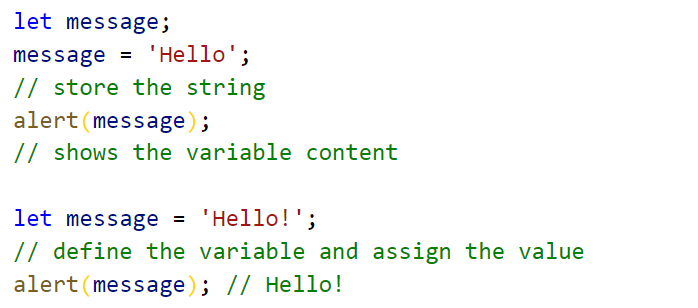 let message;
message = 'Hello';
// store the string
alert(message);
// shows the variable content
let message = 'Hello!';
// define the variable and assign the value
alert(message); // Hello!